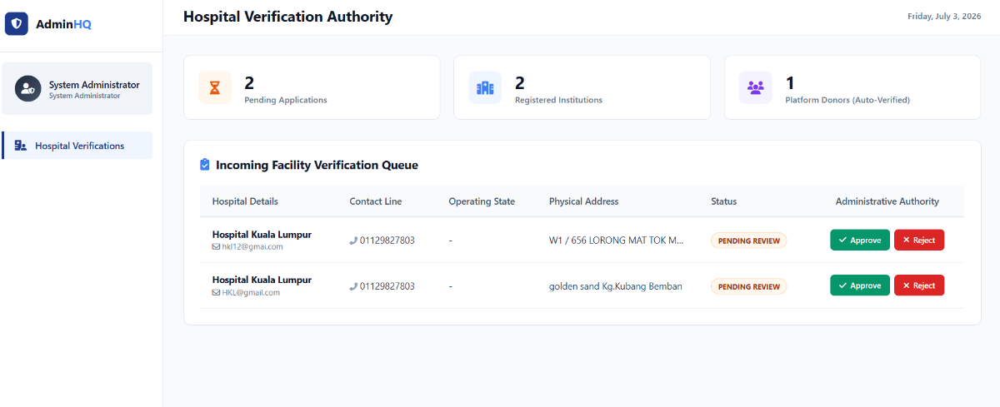 AdminHQ
System Administrator
System Administrator
Hospital Verifications
Hospital Verification Authority
Friday, July 3, 2026
2
Pending Applications
2
Registered Institutions
1
Platform Donors (Auto-Verified)
Incoming Facility Verification Queue
Hospital Details Contact Line Operating State Physical Address Status Administrative Authority
Hospital Kuala Lumpur
hkl12@gmai.com
01129827803 - W1 / 656 LORONG MAT TOK M... PENDING REVIEW Approve Reject
Hospital Kuala Lumpur
HKL@gmail.com
01129827803 - golden sand Kg.Kubang Bemban PENDING REVIEW Approve Reject